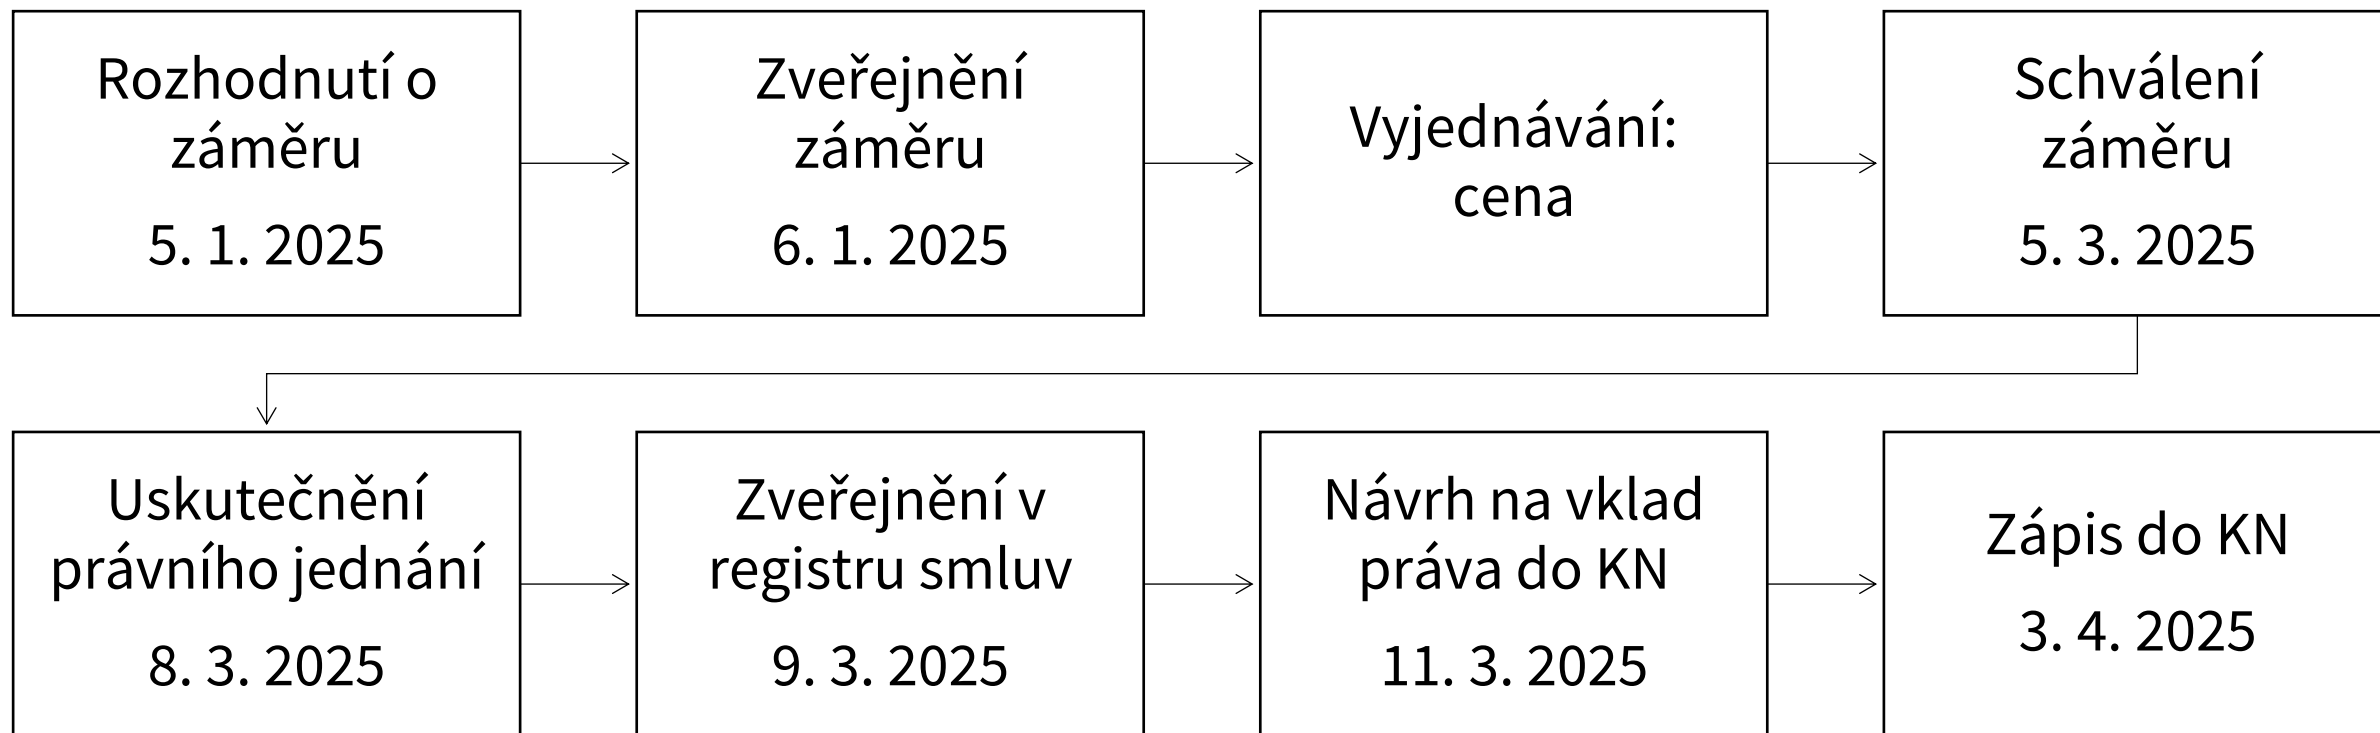 Rozhodnutí o
záměru
5. 1. 2025
Zveřejnění
záměru
6. 1. 2025
Vyjednávání:
cena
Schválení
záměru
5. 3. 2025
Uskutečnění
právního jednání
8. 3. 2025
Zveřejnění v
registru smluv
9. 3. 2025
Návrh na vklad
práva do KN
11. 3. 2025
Zápis do KN
3. 4. 2025